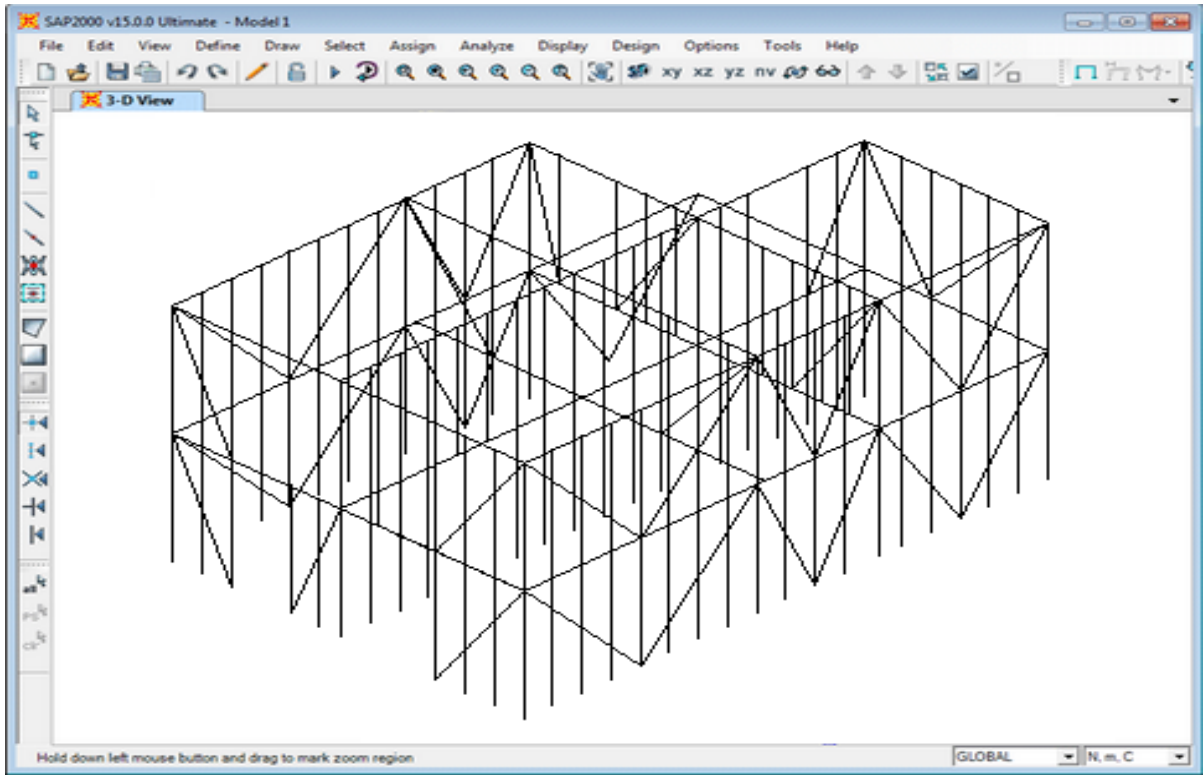 SAP2000 v15.0.0 Ultimate - Model 1
File Edit View Define Draw Select Assign Analyze Display Design Options Tools Help
xy xz yz nv
3-D View
Hold down left mouse button and drag to mark zoom region
GLOBAL
N, m, C